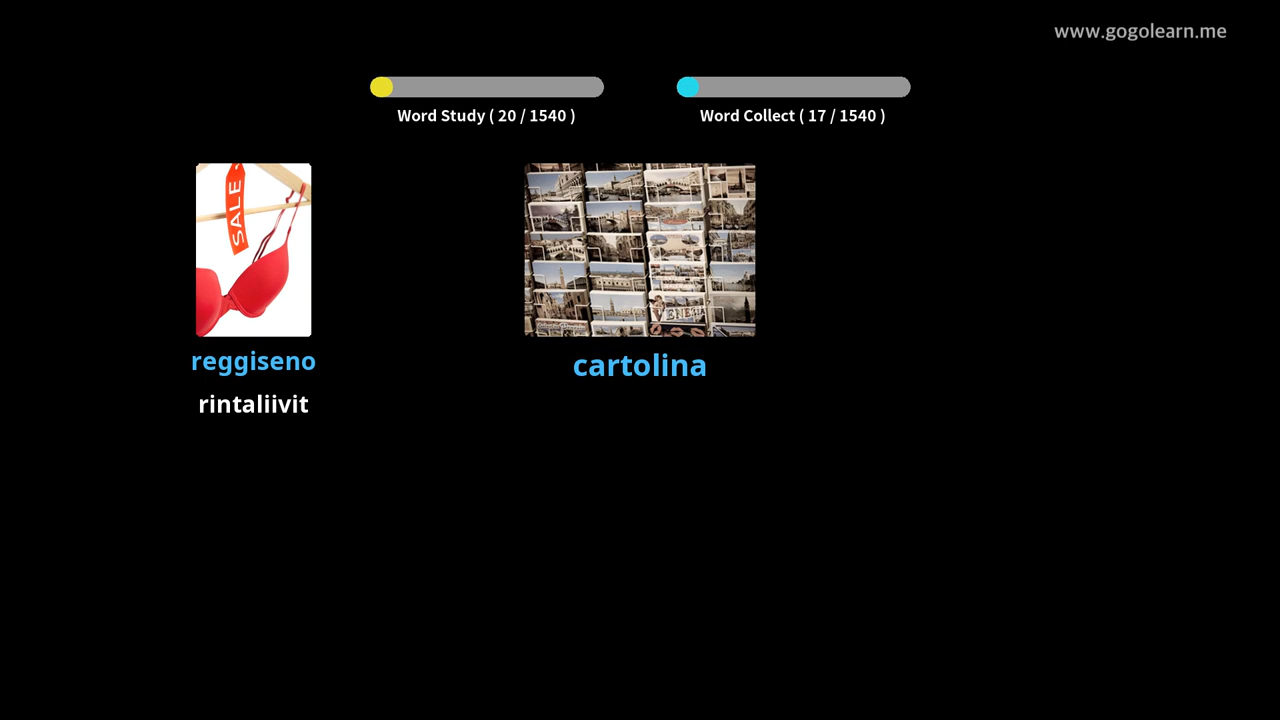 www.gogolearn.me
Word Study ( 20 / 1540 )
Word Collect ( 17 / 1540 )
SALE
reggiseno
rintaliivit
cartolina